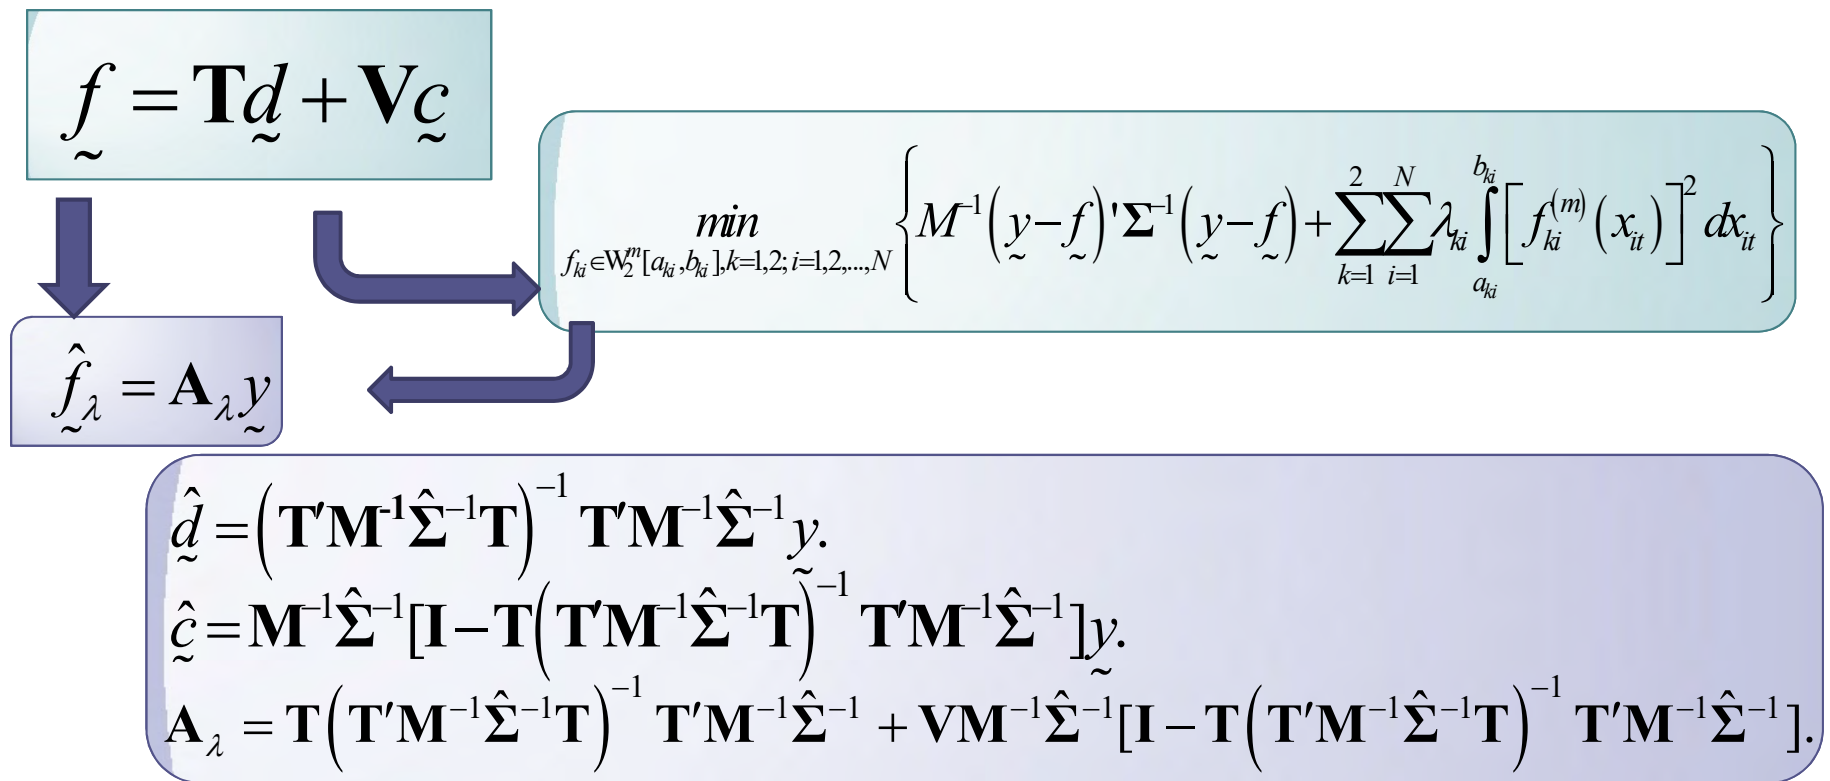 f̰ = 𝐓d̰ + 𝐕c̰
min_{f_{ki}∈W_2^m[a_{ki},b_{ki}],k=1,2;i=1,2,...,N} {M^{-1}(y̰−f̰)'𝚺^{-1}(y̰−f̰)+∑_{k=1}^{2}∑_{i=1}^{N}λ_{ki}∫_{a_{ki}}^{b_{ki}}[f_{ki}^{(m)}(x_{it})]^2 dx_{it}}
f̰̂_λ = 𝐀_λ y̰
d̰̂ = (𝐓′𝐌^{-1}𝚺̂^{-1}𝐓)^{-1} 𝐓′𝐌^{-1}𝚺̂^{-1}y̰.
ĉ̰ = 𝐌^{-1}𝚺̂^{-1}[𝐈−𝐓(𝐓′𝐌^{-1}𝚺̂^{-1}𝐓)^{-1} 𝐓′𝐌^{-1}𝚺̂^{-1}]y̰.
𝐀_λ = 𝐓(𝐓′𝐌^{-1}𝚺̂^{-1}𝐓)^{-1} 𝐓′𝐌^{-1}𝚺̂^{-1} + 𝐕𝐌^{-1}𝚺̂^{-1}[𝐈−𝐓(𝐓′𝐌^{-1}𝚺̂^{-1}𝐓)^{-1} 𝐓′𝐌^{-1}𝚺̂^{-1}].